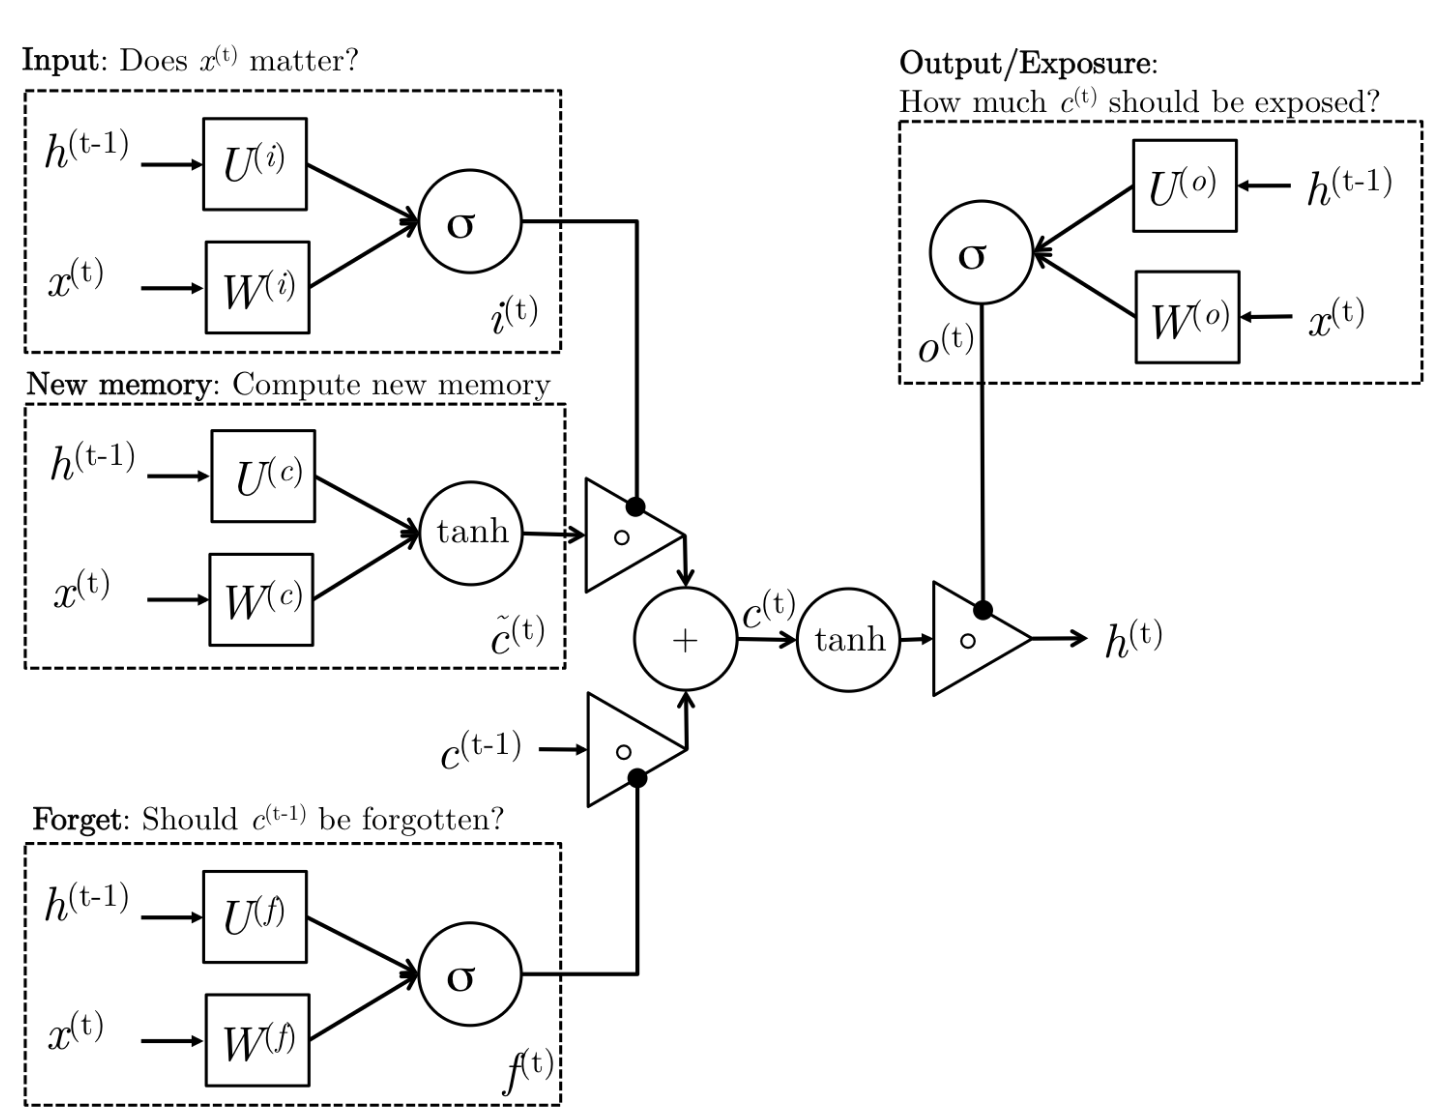 Input: Does x^(t) matter?
h^(t-1)
U^(i)
σ
x^(t)
W^(i)
i^(t)
New memory: Compute new memory
h^(t-1)
U^(c)
tanh
x^(t)
W^(c)
c̃^(t)
Output/Exposure:
How much c^(t) should be exposed?
U^(o)
h^(t-1)
σ
W^(o)
x^(t)
o^(t)
∘
+
c^(t)
tanh
∘
h^(t)
c^(t-1)
∘
Forget: Should c^(t-1) be forgotten?
h^(t-1)
U^(f)
σ
x^(t)
W^(f)
f^(t)